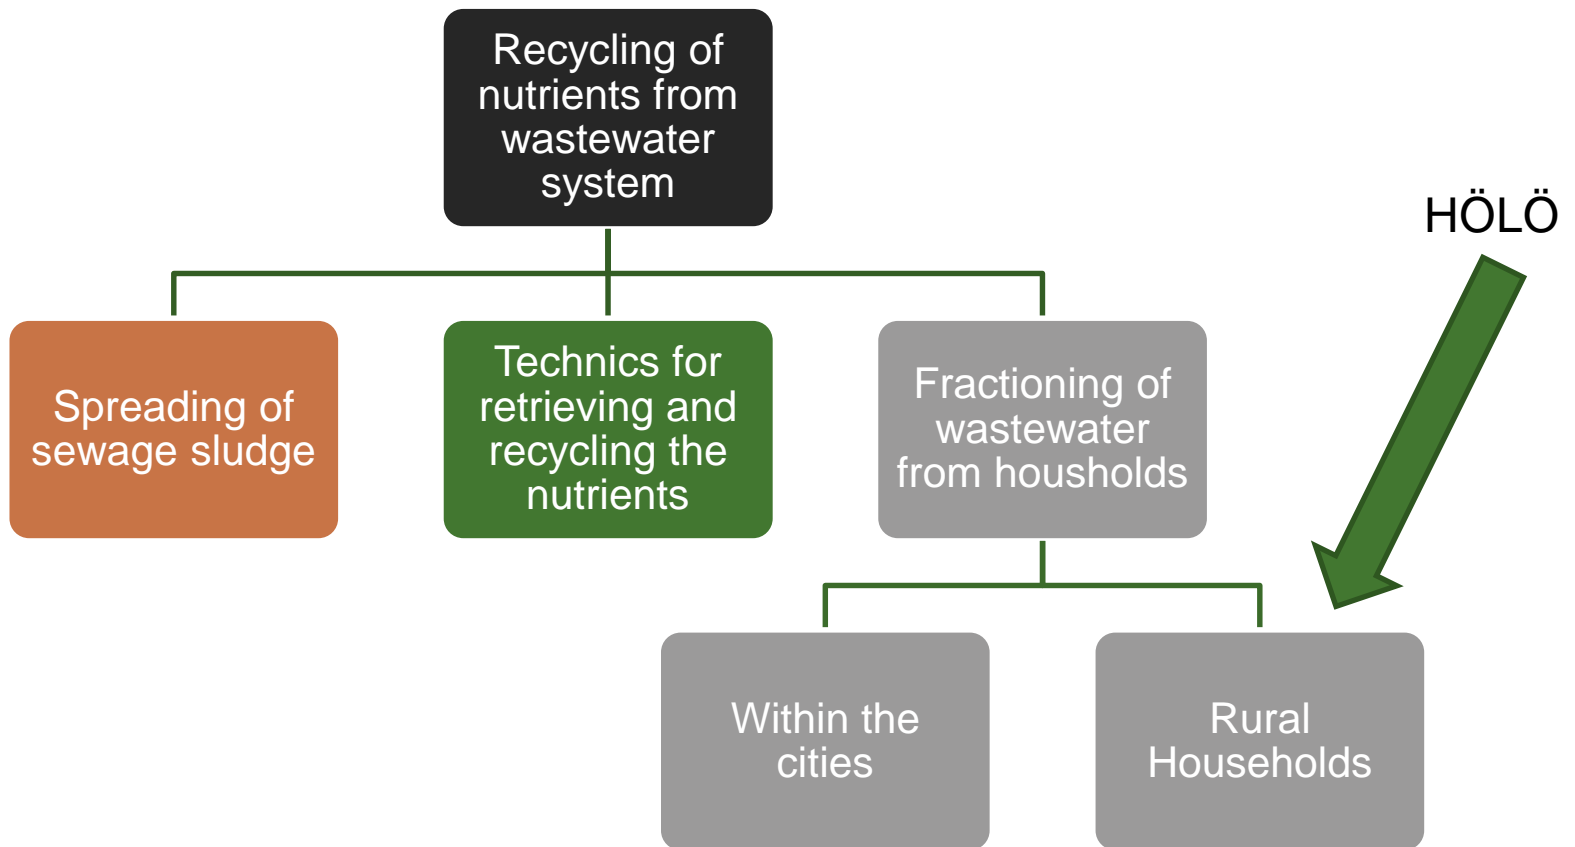 Recycling of
nutrients from
wastewater
system
HÖLÖ
Spreading of
sewage sludge
Technics for
retrieving and
recycling the
nutrients
Fractioning of
wastewater
from housholds
Within the
cities
Rural
Households